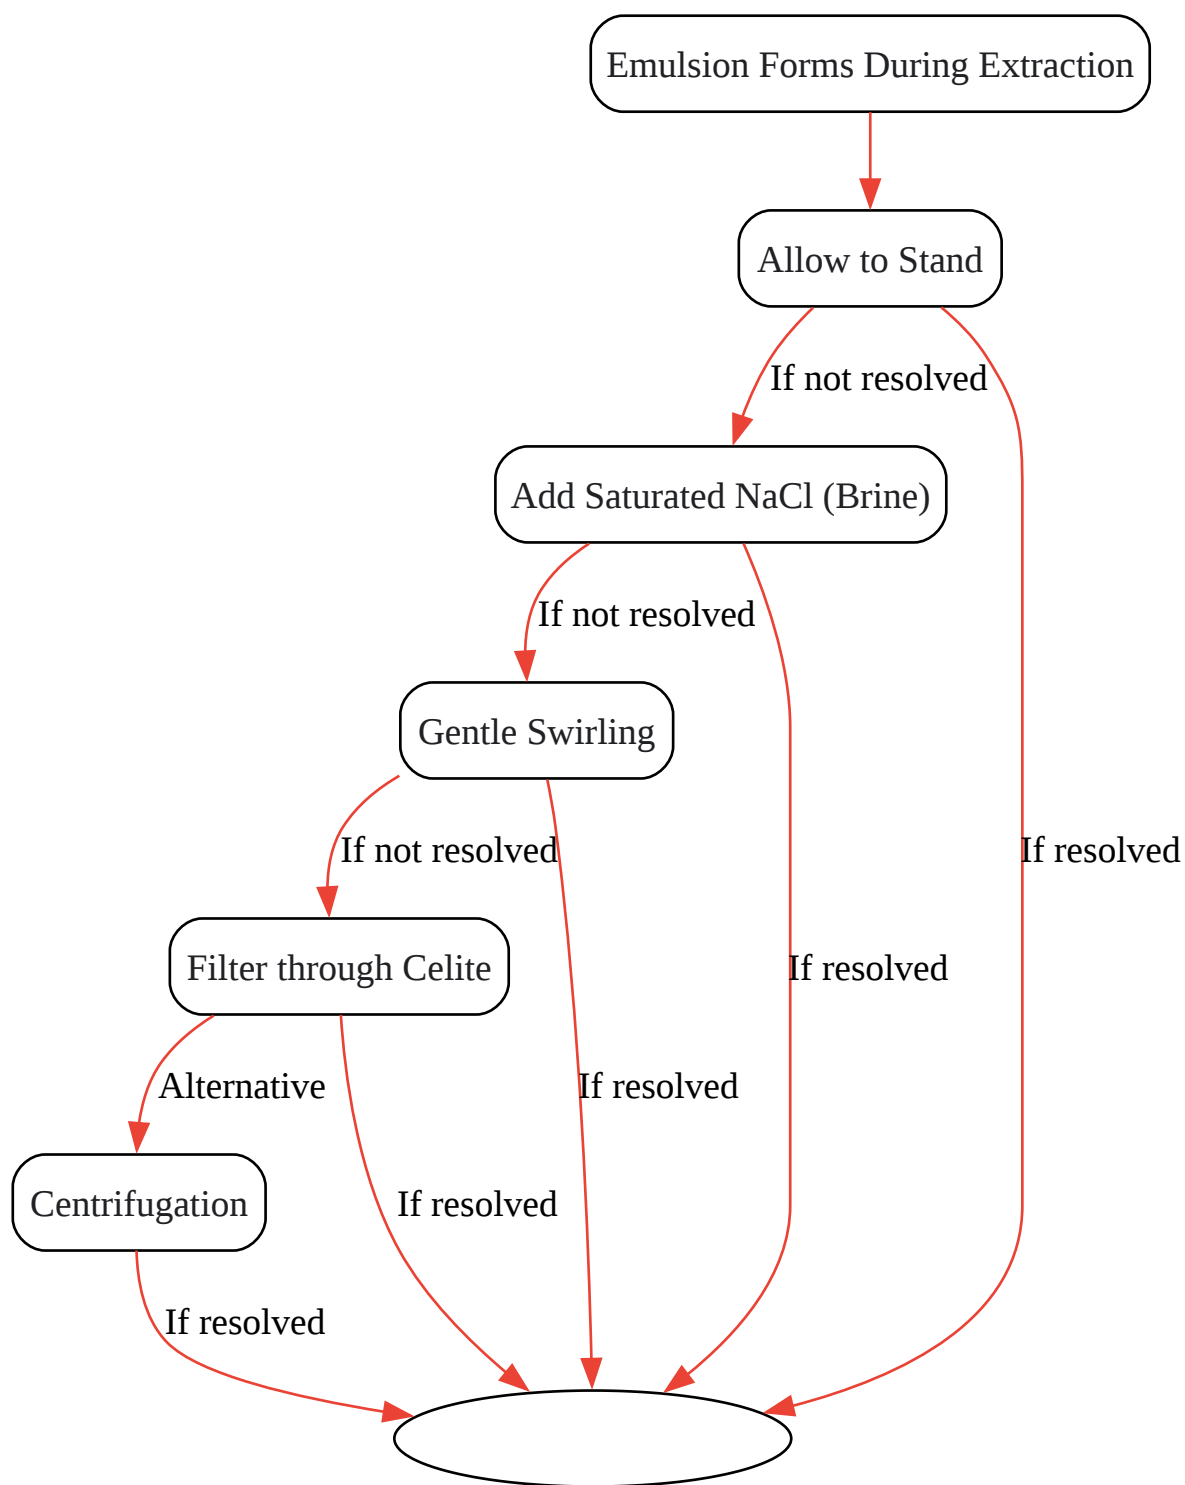 Emulsion Forms During Extraction
Allow to Stand
If not resolved
Add Saturated NaCl (Brine)
If not resolved
Gentle Swirling
If not resolved
If resolved
Filter through Celite
If resolved
Alternative
If resolved
Centrifugation
If resolved
If resolved